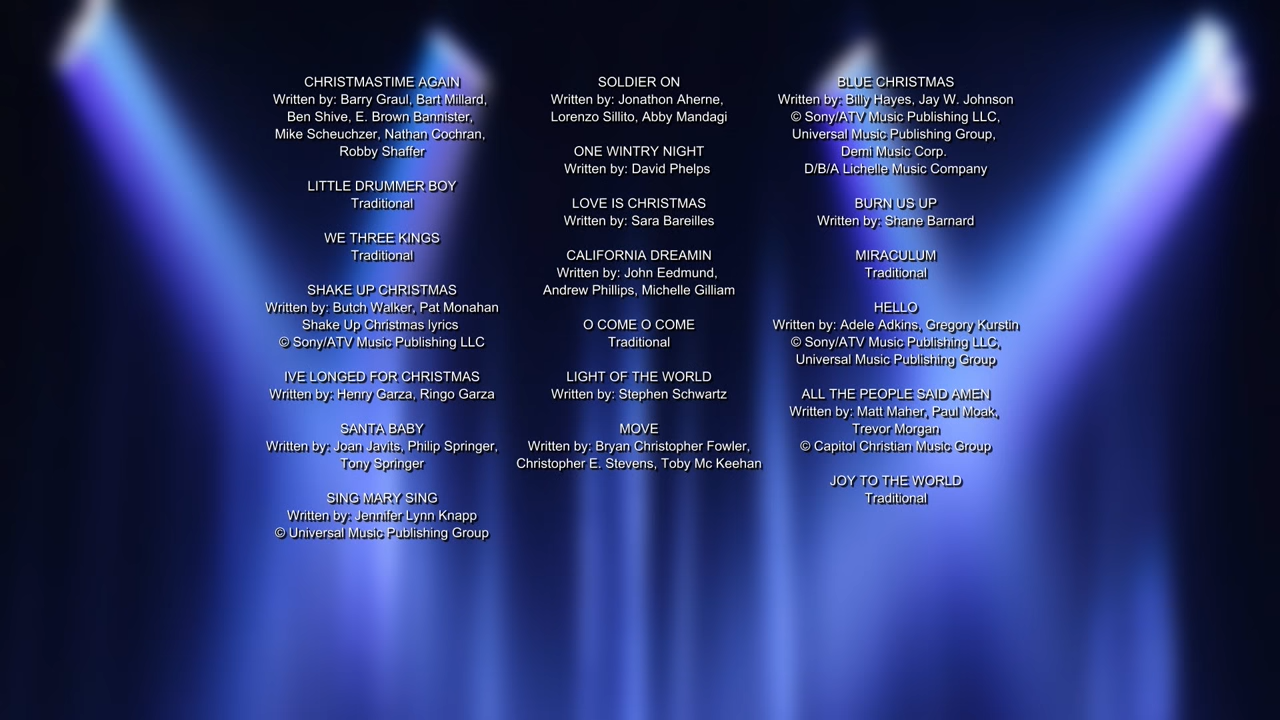 CHRISTMASTIME AGAIN
Written by: Barry Graul, Bart Millard,
Ben Shive, E. Brown Bannister,
Mike Scheuchzer, Nathan Cochran,
Robby Shaffer
LITTLE DRUMMER BOY
Traditional
WE THREE KINGS
Traditional
SHAKE UP CHRISTMAS
Written by: Butch Walker, Pat Monahan
Shake Up Christmas lyrics
© Sony/ATV Music Publishing LLC
IVE LONGED FOR CHRISTMAS
Written by: Henry Garza, Ringo Garza
SANTA BABY
Written by: Joan Javits, Philip Springer,
Tony Springer
SING MARY SING
Written by: Jennifer Lynn Knapp
© Universal Music Publishing Group
SOLDIER ON
Written by: Jonathon Aherne,
Lorenzo Sillito, Abby Mandagi
ONE WINTRY NIGHT
Written by: David Phelps
LOVE IS CHRISTMAS
Written by: Sara Bareilles
CALIFORNIA DREAMIN
Written by: John Eedmund,
Andrew Phillips, Michelle Gilliam
O COME O COME
Traditional
LIGHT OF THE WORLD
Written by: Stephen Schwartz
MOVE
Written by: Bryan Christopher Fowler,
Christopher E. Stevens, Toby Mc Keehan
BLUE CHRISTMAS
Written by: Billy Hayes, Jay W. Johnson
© Sony/ATV Music Publishing LLC,
Universal Music Publishing Group,
Demi Music Corp.
D/B/A Lichelle Music Company
BURN US UP
Written by: Shane Barnard
MIRACULUM
Traditional
HELLO
Written by: Adele Adkins, Gregory Kurstin
© Sony/ATV Music Publishing LLC,
Universal Music Publishing Group
ALL THE PEOPLE SAID AMEN
Written by: Matt Maher, Paul Moak,
Trevor Morgan
© Capitol Christian Music Group
JOY TO THE WORLD
Traditional